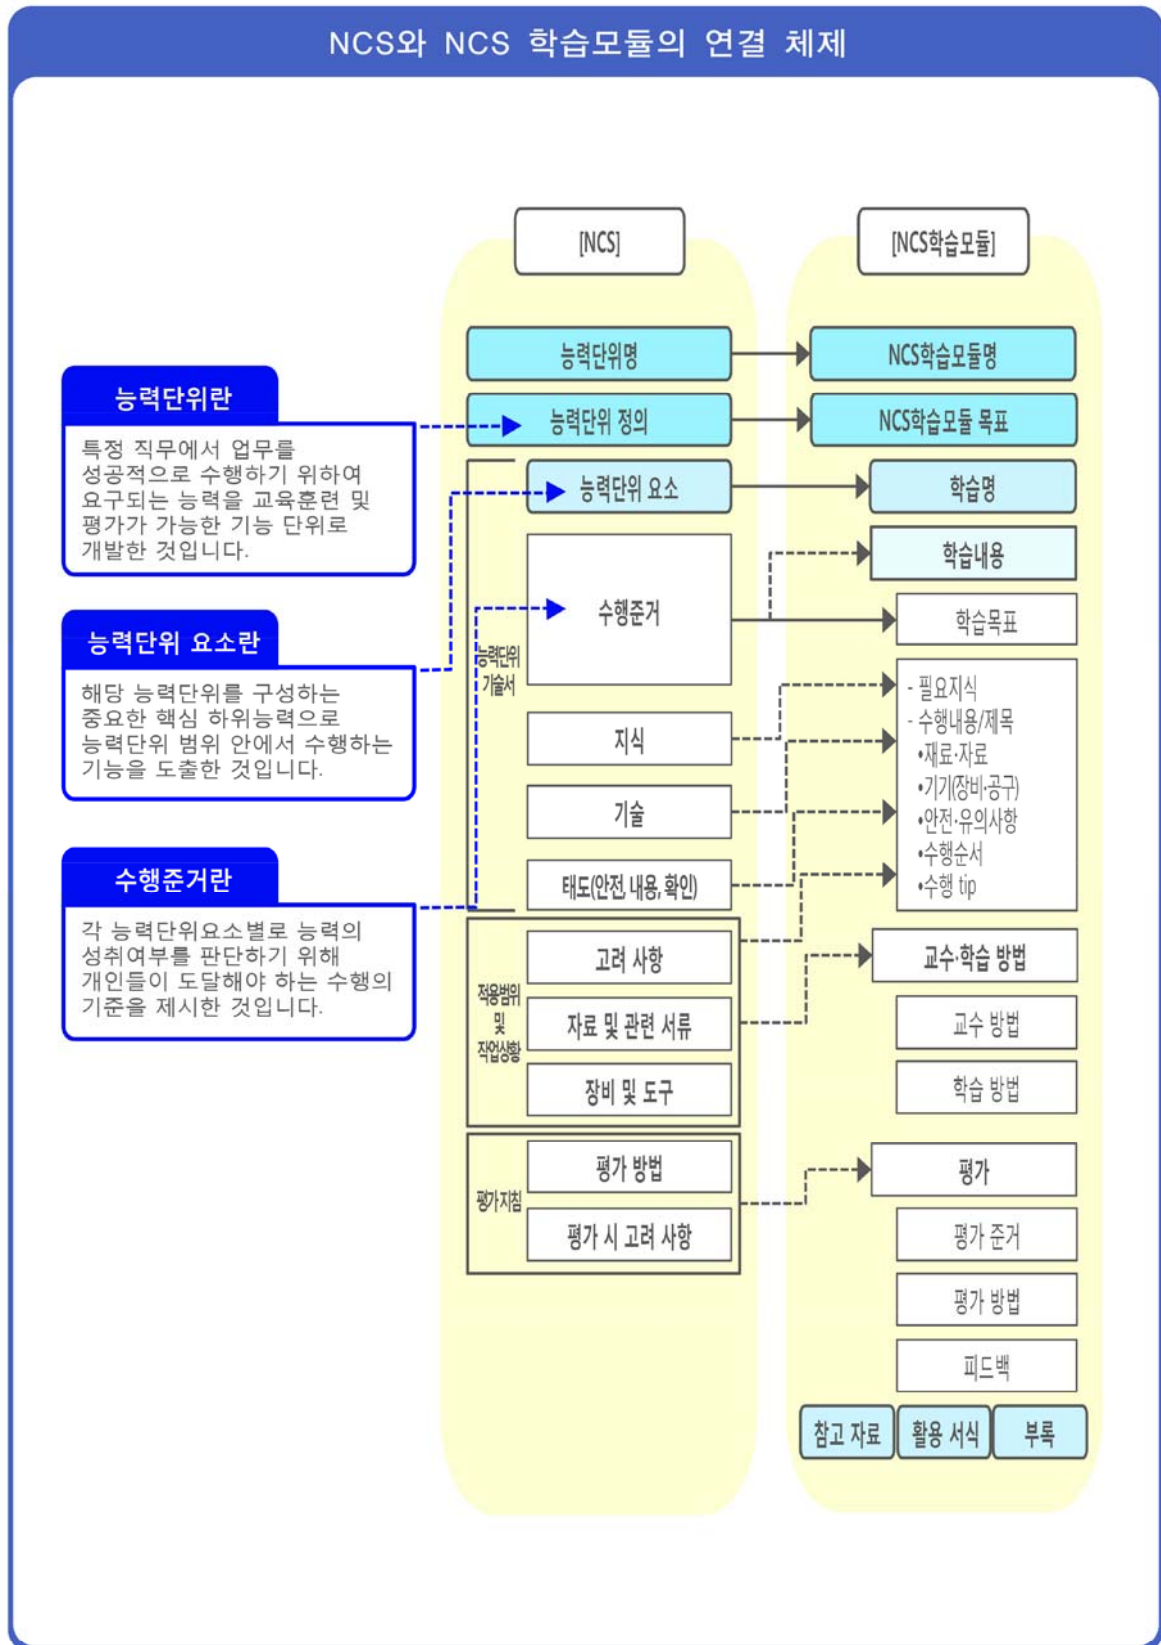 NCS와 NCS 학습모듈의 연결 체제
[NCS]
[NCS학습모듈]
능력단위명
NCS학습모듈명
능력단위란
특정 직무에서 업무를
성공적으로 수행하기 위하여
요구되는 능력을 교육훈련 및
평가가 가능한 기능 단위로
개발한 것입니다.
능력단위 정의
NCS학습모듈 목표
능력단위 요소
학습명
수행준거
학습내용
학습목표
능력단위 요소란
해당 능력단위를 구성하는
중요한 핵심 하위능력으로
능력단위 범위 안에서 수행하는
기능을 도출한 것입니다.
능력단위
기술서
지식
기술
태도(안전, 내용, 확인)
- 필요지식
- 수행내용/제목
•재료·자료
•기기(장비·공구)
•안전·유의사항
•수행순서
•수행 tip
수행준거란
각 능력단위요소별로 능력의
성취여부를 판단하기 위해
개인들이 도달해야 하는 수행의
기준을 제시한 것입니다.
적용범위
및
작업상황
고려 사항
자료 및 관련 서류
장비 및 도구
교수·학습 방법
교수 방법
학습 방법
평가지침
평가 방법
평가 시 고려 사항
평가
평가 준거
평가 방법
피드백
참고 자료
활용 서식
부록